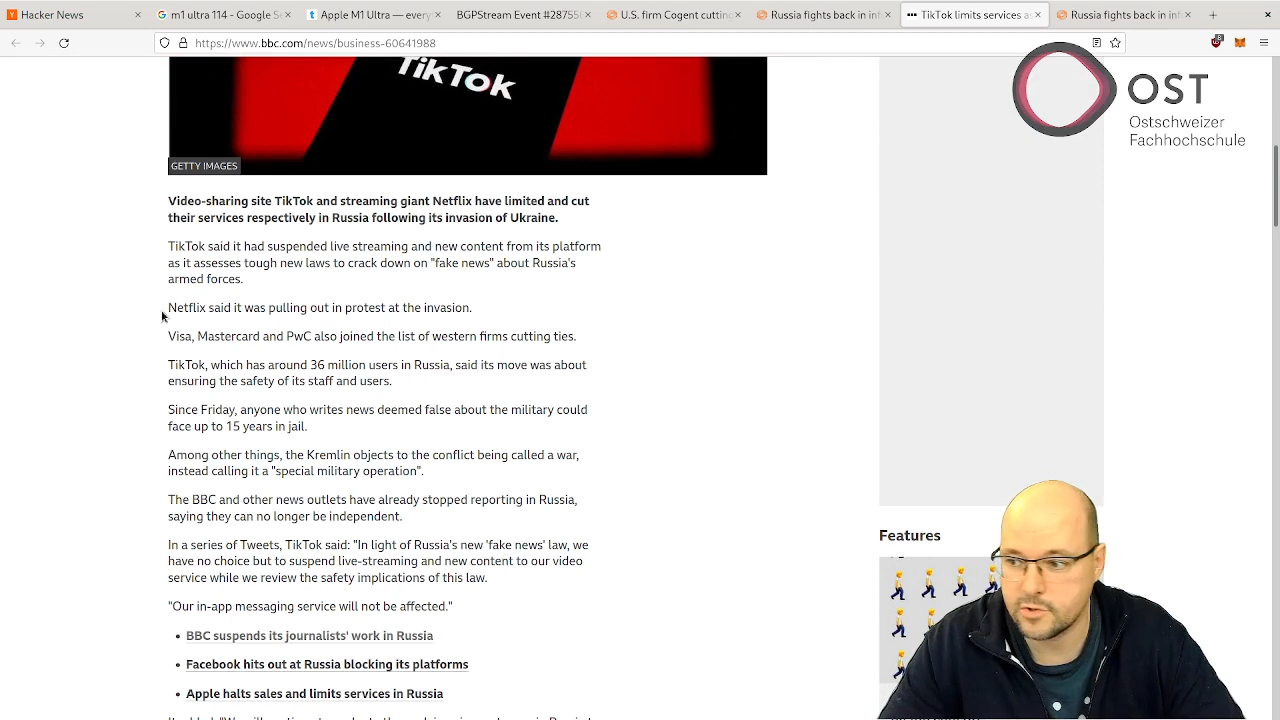 Hacker News
m1 ultra 114 - Google Se
Apple M1 Ultra — every
BGPStream Event #28755
U.S. firm Cogent cutting
Russia fights back in inf
TikTok limits services as
Russia fights back in inf
https://www.bbc.com/news/business-60641988
TikTok
OST
Ostschweizer
Fachhochschule
GETTY IMAGES
Video-sharing site TikTok and streaming giant Netflix have limited and cut
their services respectively in Russia following its invasion of Ukraine.
TikTok said it had suspended live streaming and new content from its platform
as it assesses tough new laws to crack down on "fake news" about Russia's
armed forces.
Netflix said it was pulling out in protest at the invasion.
Visa, Mastercard and PwC also joined the list of western firms cutting ties.
TikTok, which has around 36 million users in Russia, said its move was about
ensuring the safety of its staff and users.
Since Friday, anyone who writes news deemed false about the military could
face up to 15 years in jail.
Among other things, the Kremlin objects to the conflict being called a war,
instead calling it a "special military operation".
The BBC and other news outlets have already stopped reporting in Russia,
saying they can no longer be independent.
In a series of Tweets, TikTok said: "In light of Russia's new 'fake news' law, we
have no choice but to suspend live-streaming and new content to our video
service while we review the safety implications of this law.
"Our in-app messaging service will not be affected."
• BBC suspends its journalists' work in Russia
• Facebook hits out at Russia blocking its platforms
• Apple halts sales and limits services in Russia
Features